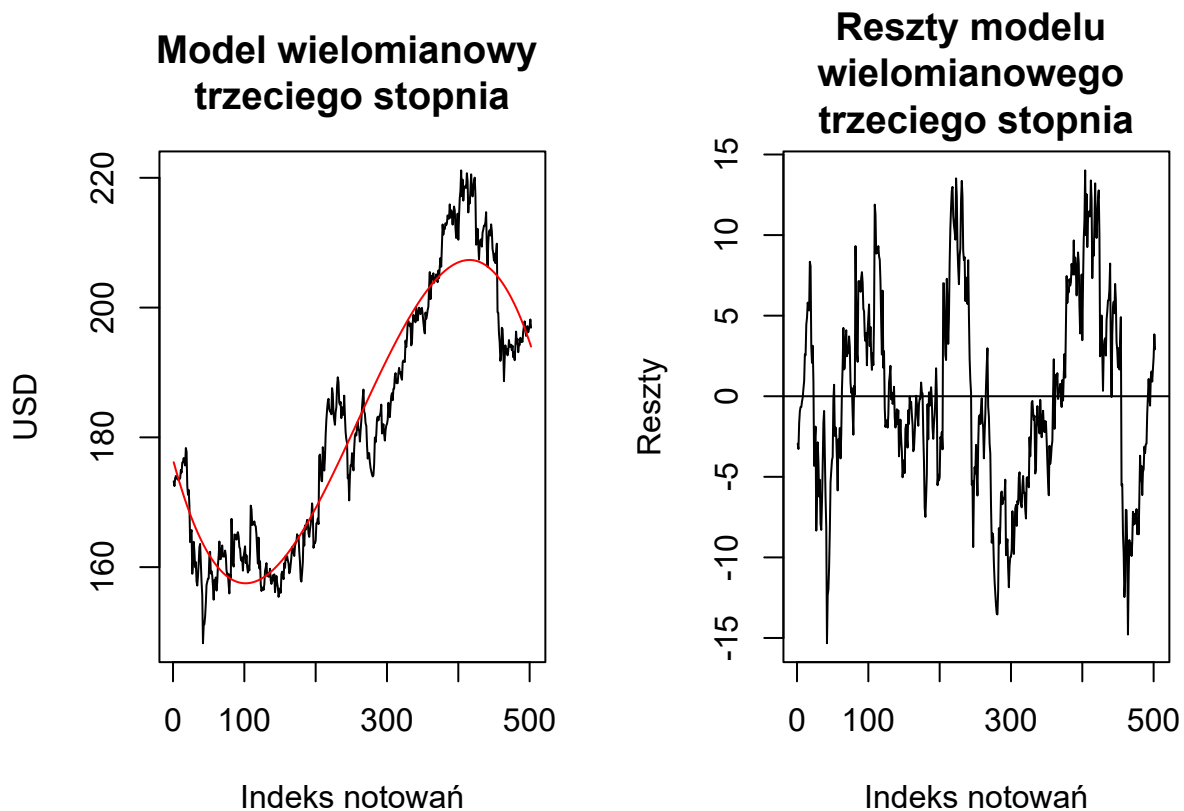 Model wielomianowy
trzeciego stopnia
USD
160
180
200
220
0 100 300 500
Indeks notowań
Reszty modelu
wielomianowego
trzeciego stopnia
Reszty
-15
-10
-5
0
5
10
15
0 100 300 500
Indeks notowań